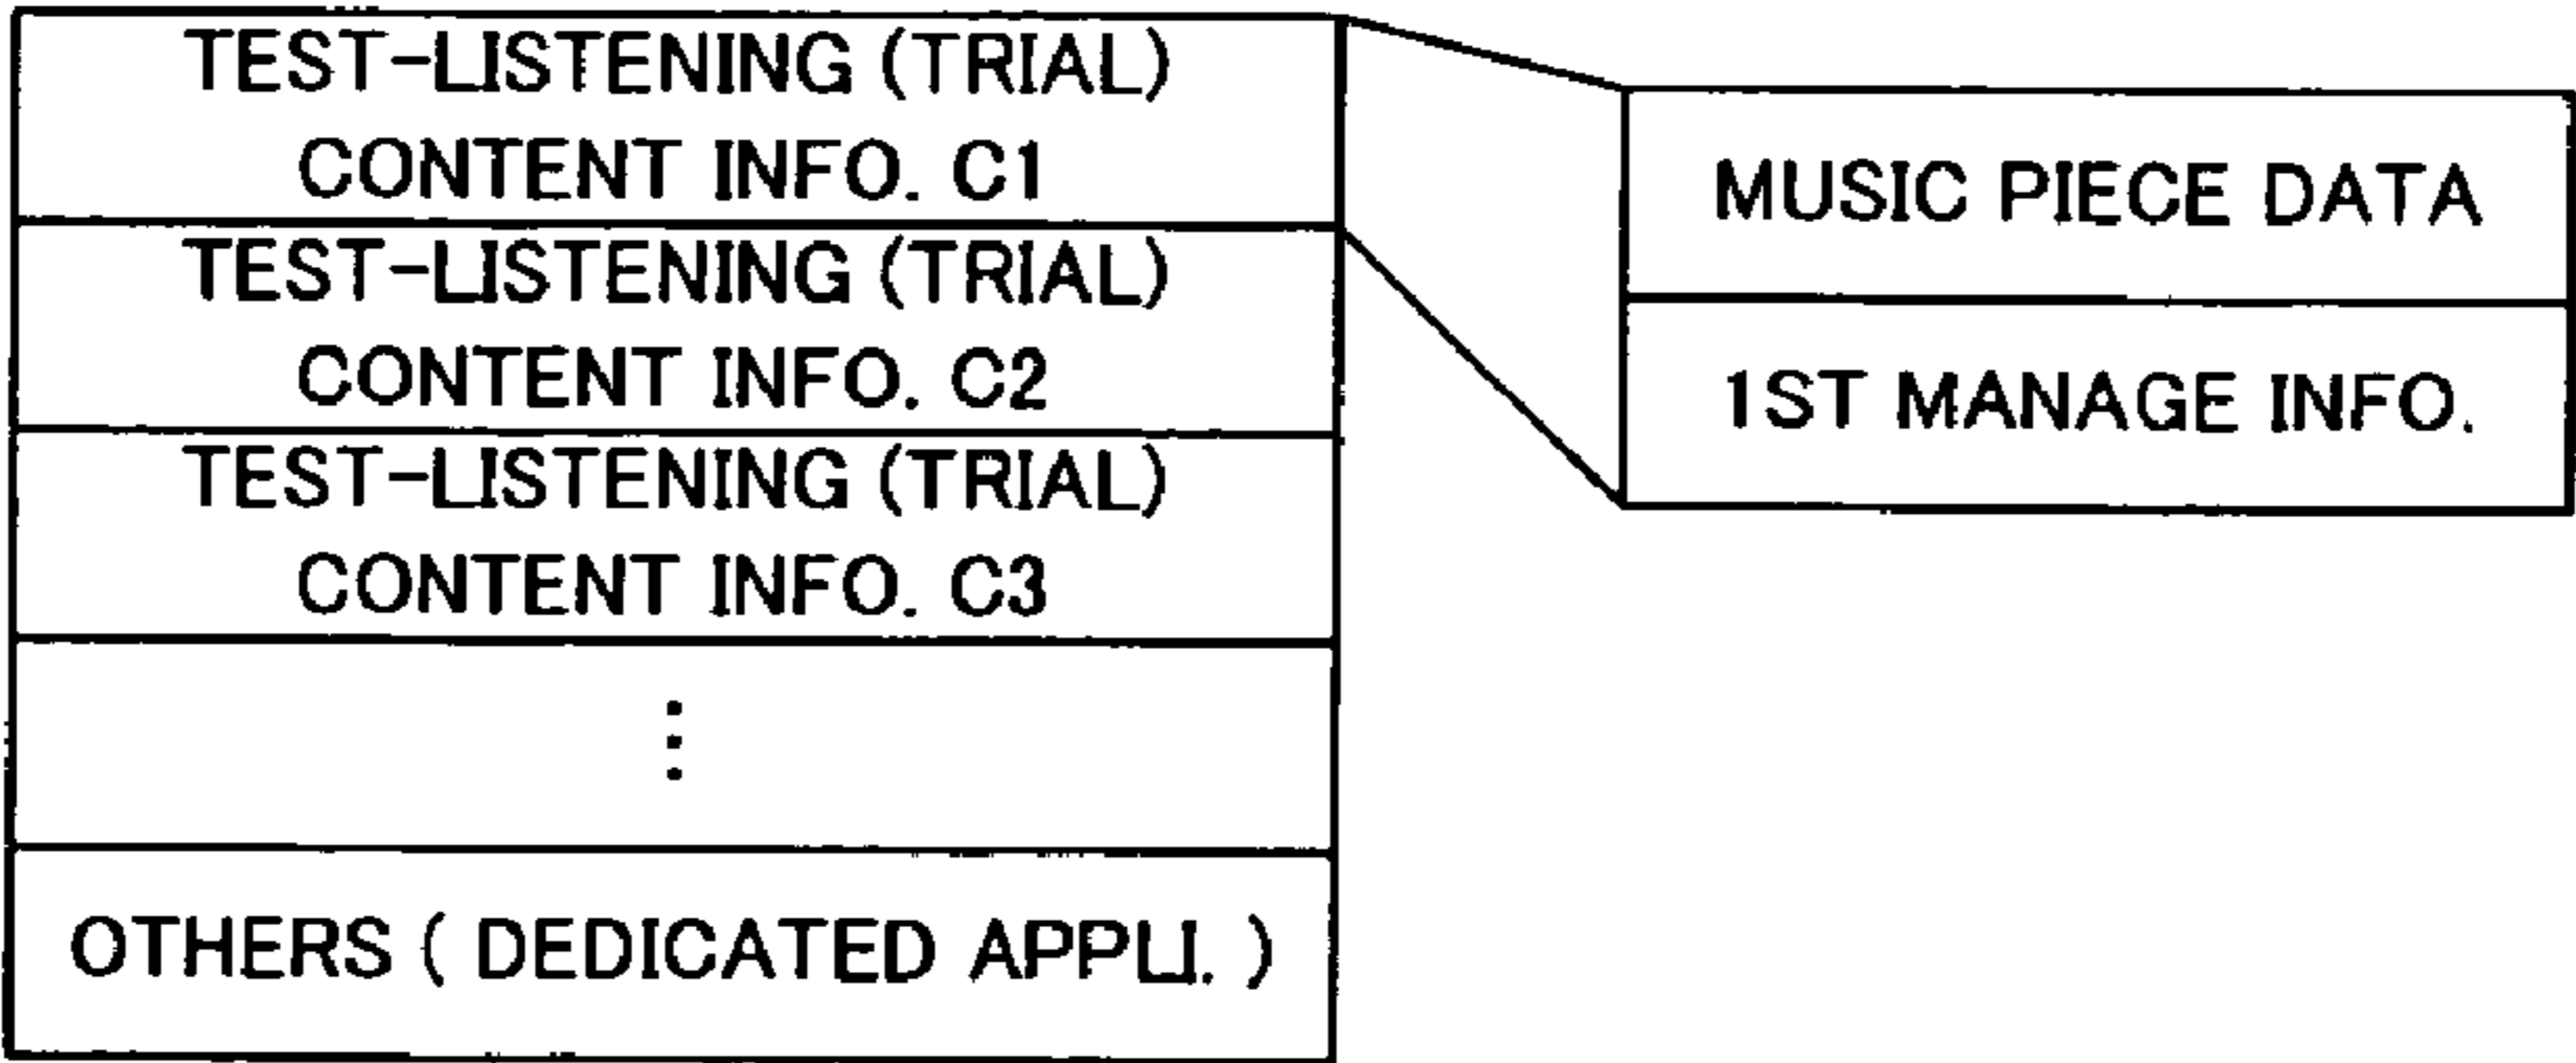 TEST-LISTENING (TRIAL)
CONTENT INFO. C1
TEST-LISTENING (TRIAL)
CONTENT INFO. C2
TEST-LISTENING (TRIAL)
CONTENT INFO. C3
⋮
OTHERS ( DEDICATED APPLI. )
MUSIC PIECE DATA
1ST MANAGE INFO.